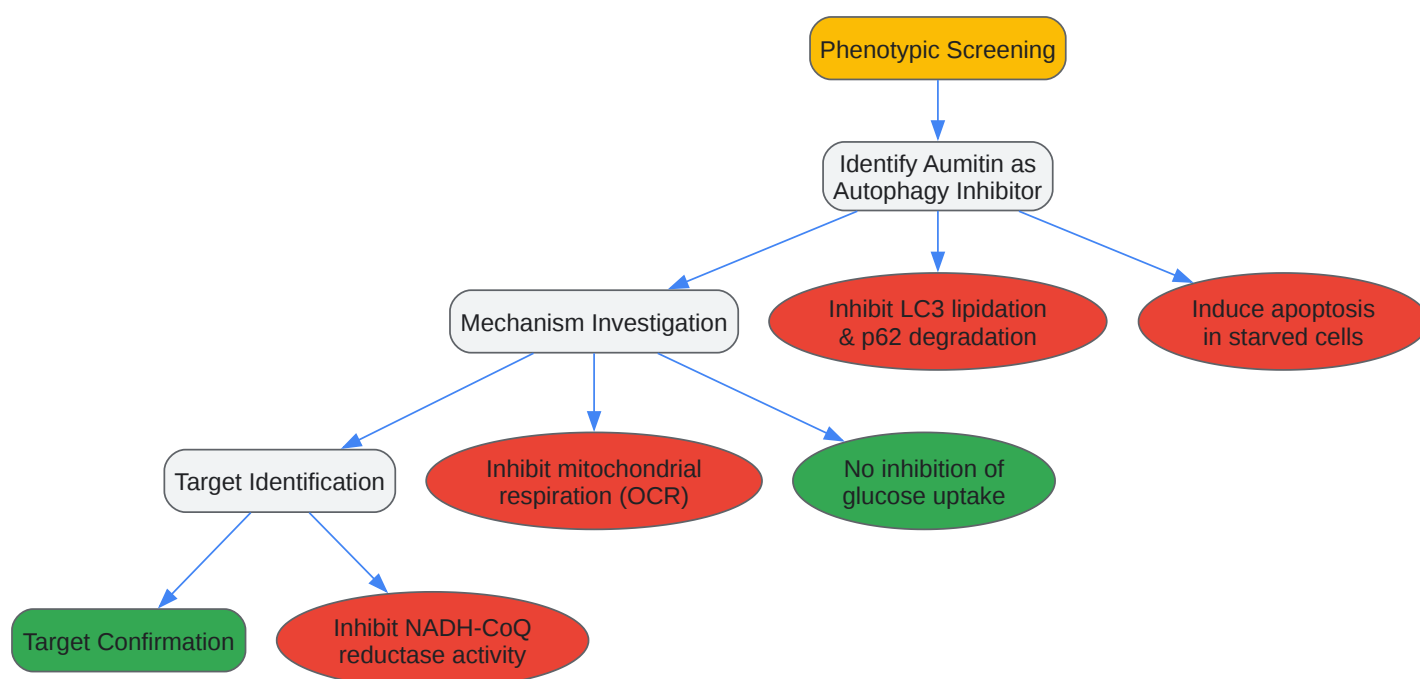 Phenotypic Screening
Identify Aumitin as
Autophagy Inhibitor
Mechanism Investigation
Inhibit LC3 lipidation
& p62 degradation
Induce apoptosis
in starved cells
Target Identification
Inhibit mitochondrial
respiration (OCR)
No inhibition of
glucose uptake
Target Confirmation
Inhibit NADH-CoQ
reductase activity